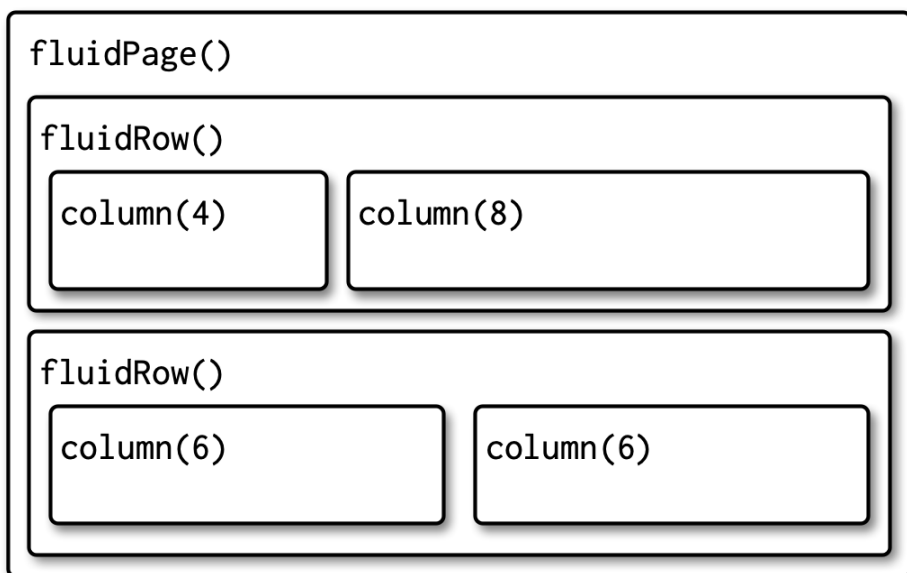 fluidPage()
fluidRow()
column(4) column(8)
fluidRow()
column(6) column(6)